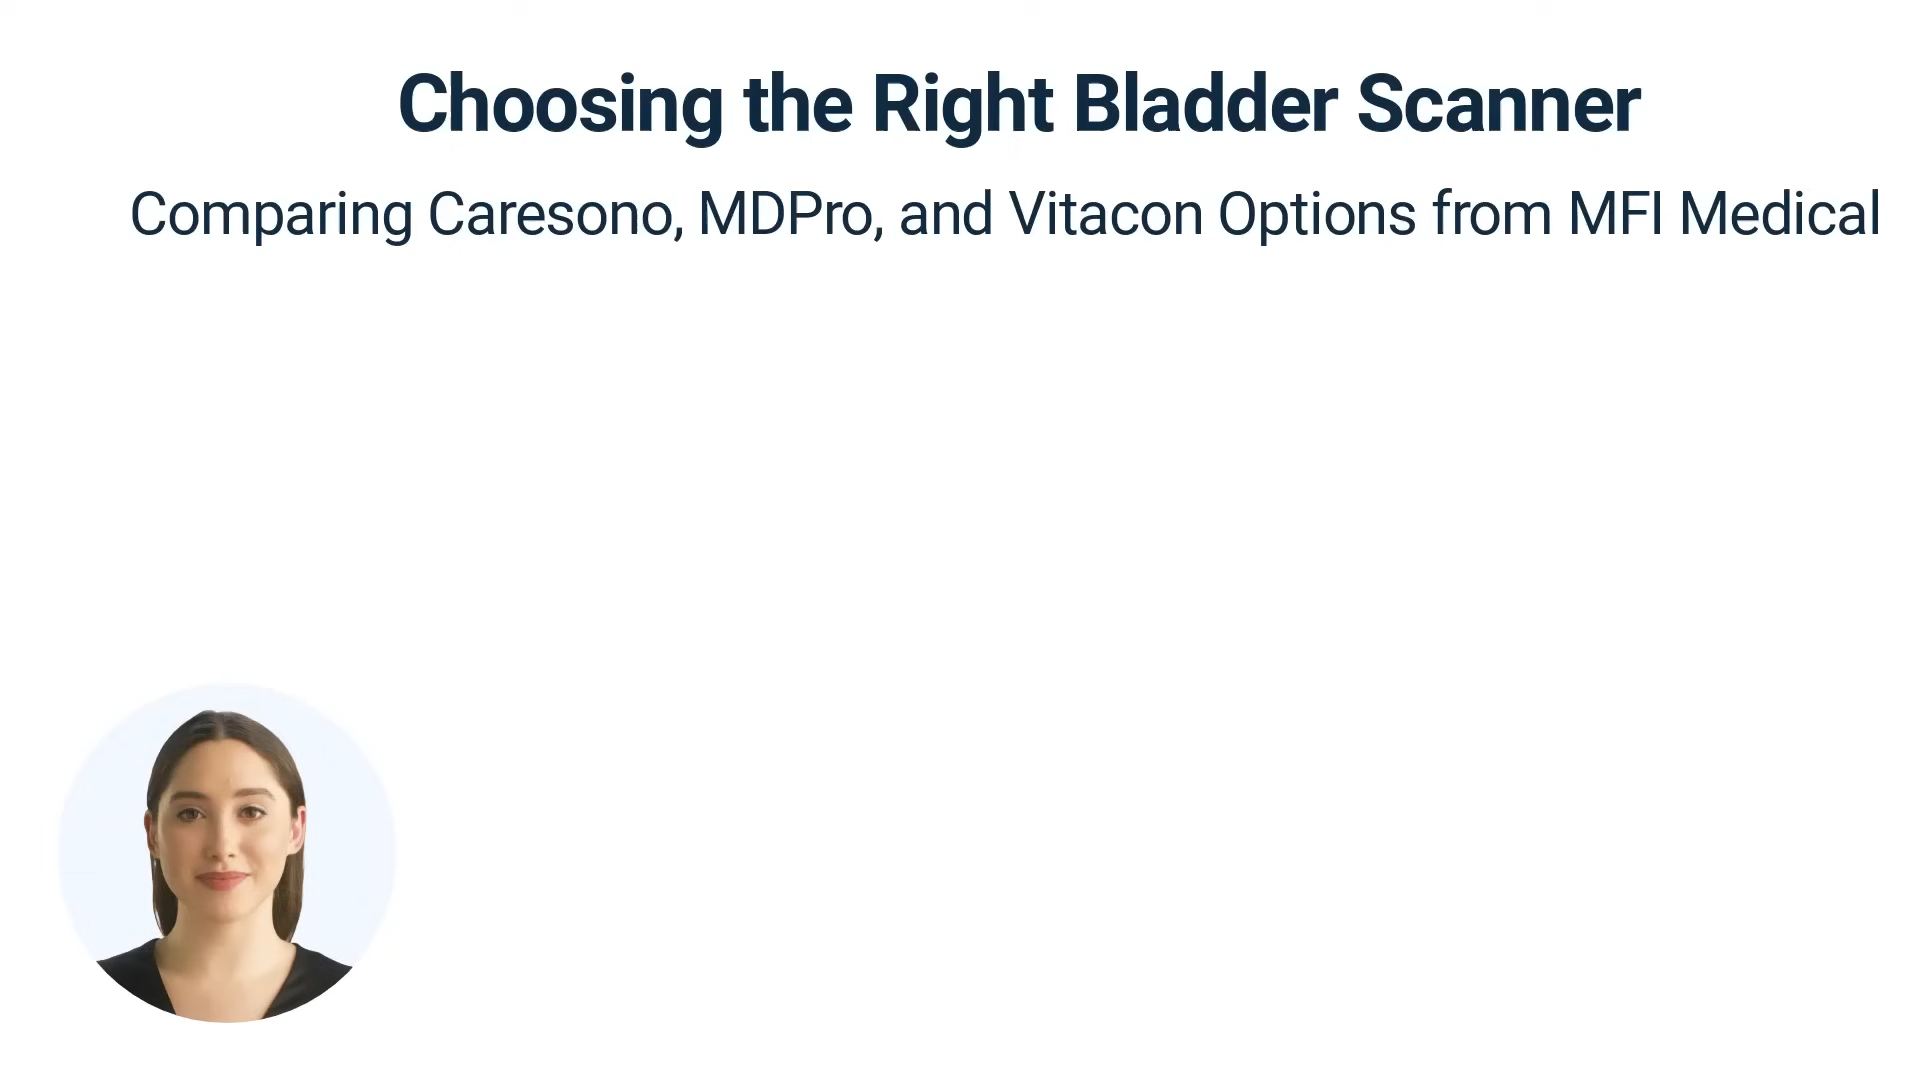 Choosing the Right Bladder Scanner
Comparing Caresono, MDPro, and Vitacon Options from MFI Medical